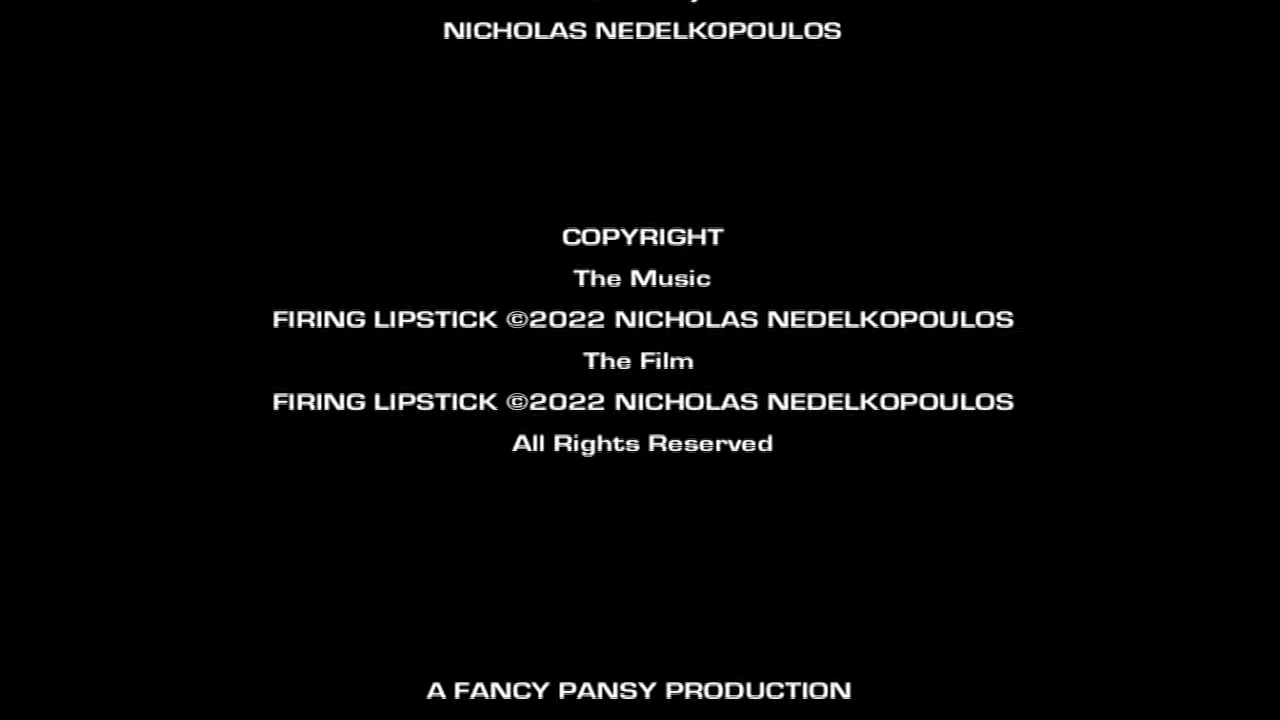 NICHOLAS NEDELKOPOULOS
COPYRIGHT
The Music
FIRING LIPSTICK ©2022 NICHOLAS NEDELKOPOULOS
The Film
FIRING LIPSTICK ©2022 NICHOLAS NEDELKOPOULOS
All Rights Reserved
A FANCY PANSY PRODUCTION